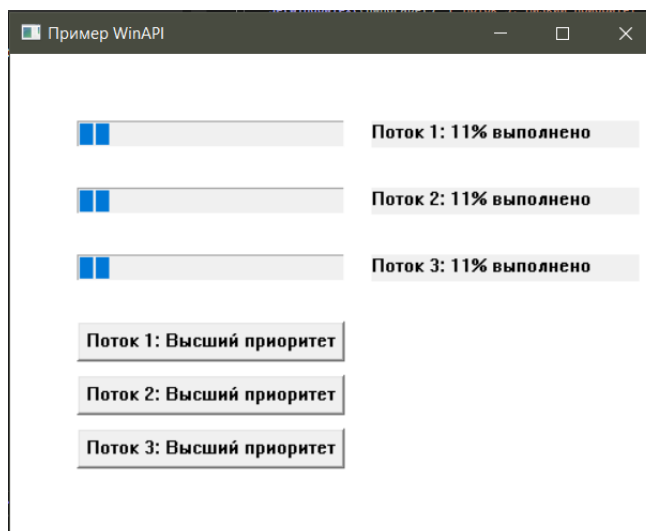 Пример WinAPI
Поток 1: 11% выполнено
Поток 2: 11% выполнено
Поток 3: 11% выполнено
Поток 1: Высший приоритет
Поток 2: Высший приоритет
Поток 3: Высший приоритет